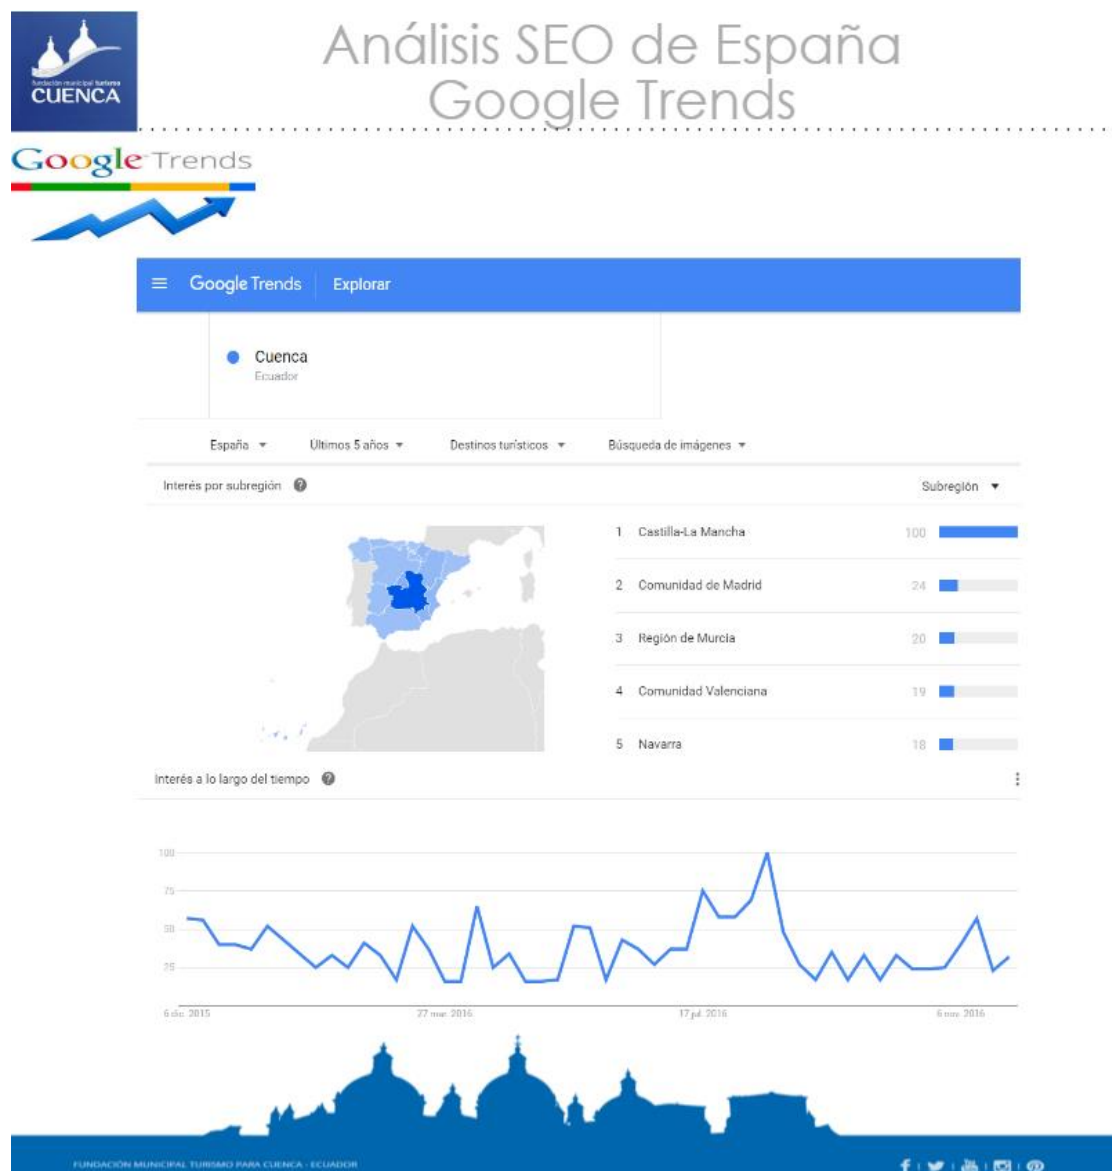 Análisis SEO de España
Google Trends
fundación municipal turismo
CUENCA
Google Trends
Google Trends
Explorar
Cuenca
Ecuador
España
Últimos 5 años
Destinos turísticos
Búsqueda de imágenes
Interés por subregión
Subregión
1 Castilla-La Mancha 100
2 Comunidad de Madrid 24
3 Región de Murcia 20
4 Comunidad Valenciana 19
5 Navarra 18
Interés a lo largo del tiempo
100
75
50
25
6 dic. 2015
27 mar. 2016
17 jul. 2016
6 nov. 2016
FUNDACIÓN MUNICIPAL TURISMO PARA CUENCA - ECUADOR